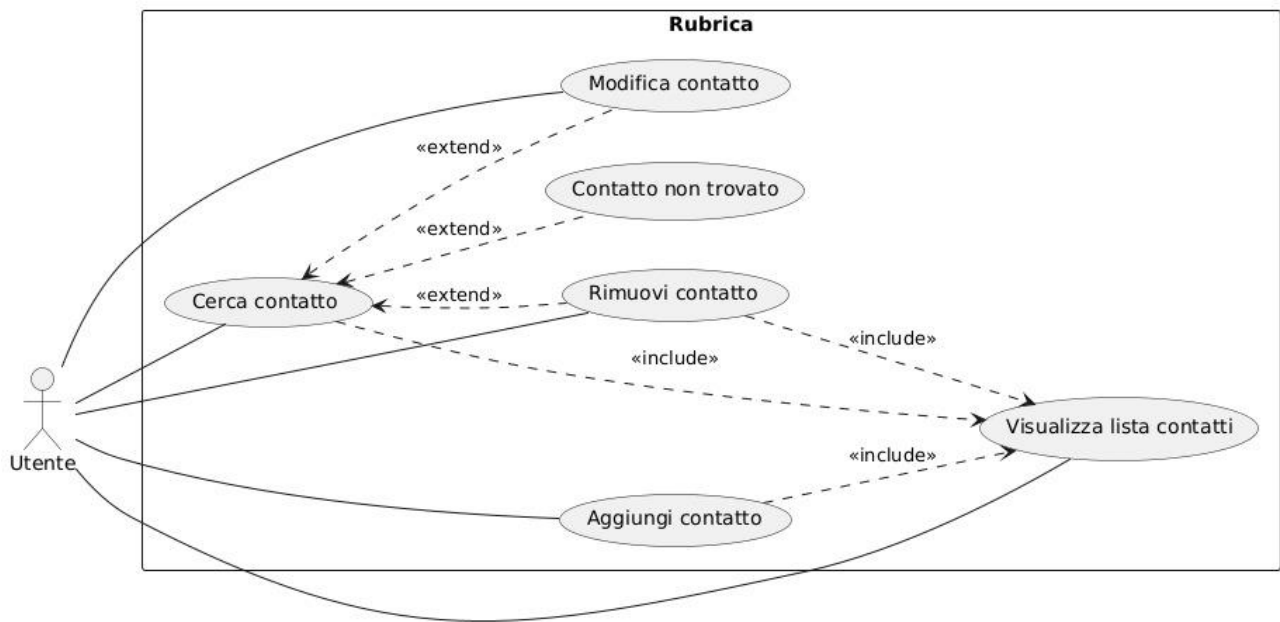 Rubrica
Modifica contatto
«extend»
Contatto non trovato
«extend»
Cerca contatto
«extend»
Rimuovi contatto
«include»
«include»
Utente
Visualizza lista contatti
«include»
Aggiungi contatto